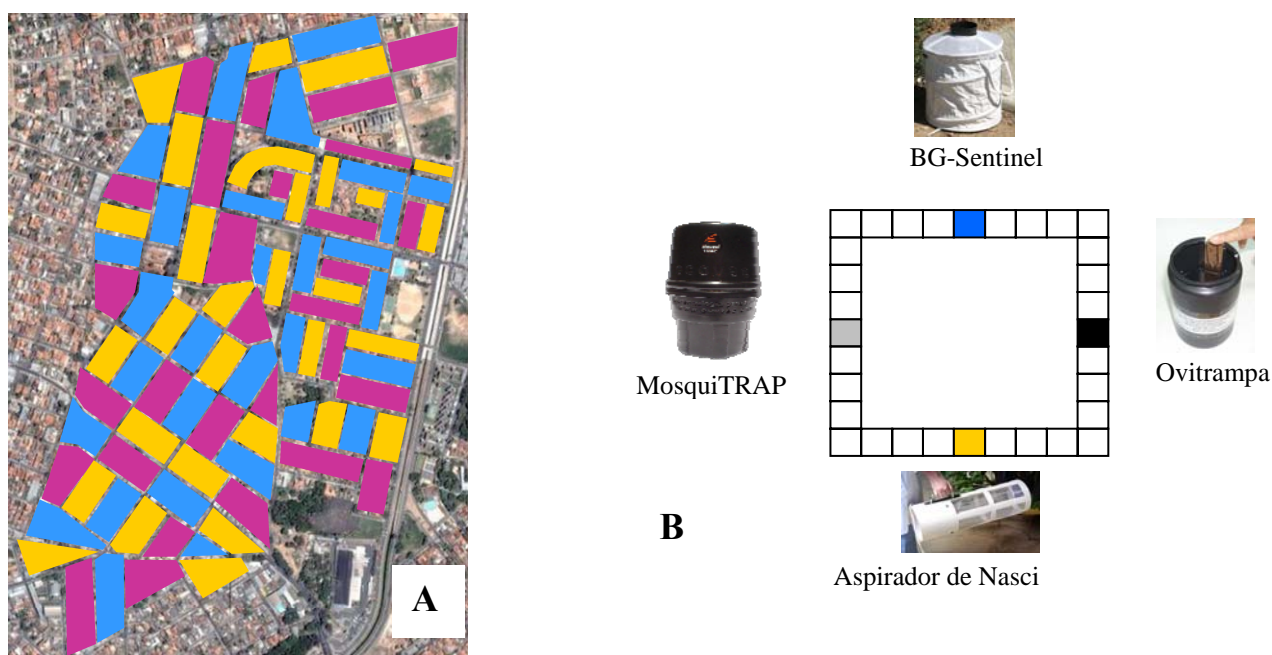 BG-Sentinel
MosquiTRAP
Ovitrampa
B
Aspirador de Nasci
A